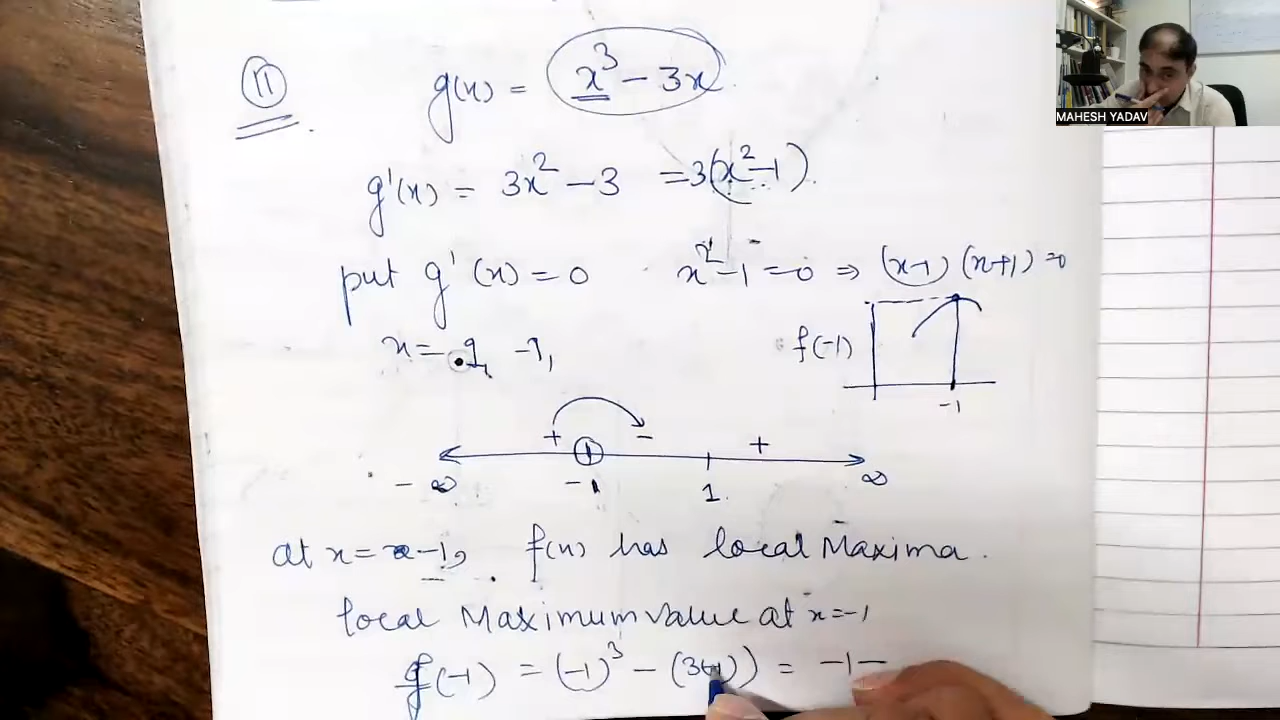 (ii) g(x) = x³ - 3x
MAHESH YADAV
g'(x) = 3x² - 3 = 3(x² - 1).
put g'(x) = 0 x² - 1 = 0 ⇒ (x-1) (x+1) = 0
x = 1, -1,
f(-1)
-1
+ - +
- ∞ -1 1 ∞
at x = -1, f(x) has local Maxima.
local Maximum value at x = -1
f(-1) = (-1)³ - (3(-1)) = -1 -